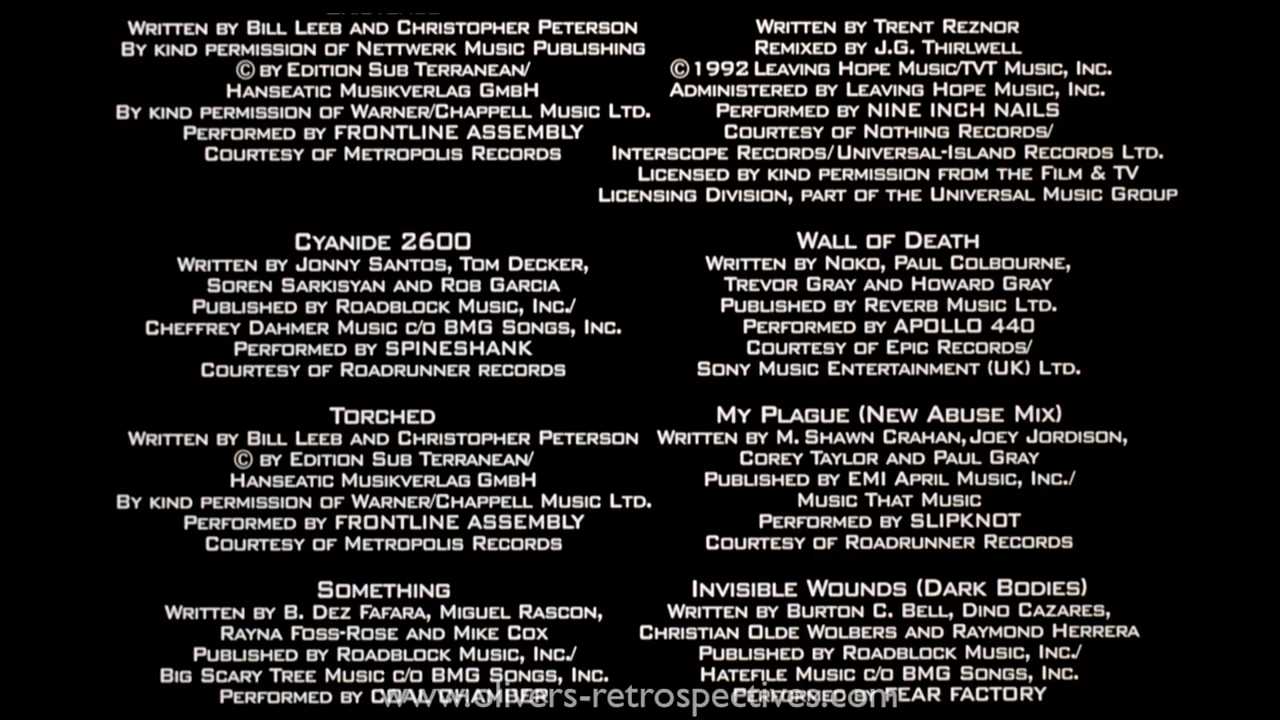 Written by Bill Leeb and Christopher Peterson
By kind permission of Nettwerk Music Publishing
© by Edition Sub Terranean/
Hanseatic Musikverlag GmbH
By kind permission of Warner/Chappell Music Ltd.
Performed by FRONTLINE ASSEMBLY
Courtesy of Metropolis Records
Cyanide 2600
Written by Jonny Santos, Tom Decker,
Soren Sarkisyan and Rob Garcia
Published by Roadblock Music, Inc./
Cheffrey Dahmer Music c/o BMG Songs, Inc.
Performed by SPINESHANK
Courtesy of Roadrunner records
Torched
Written by Bill Leeb and Christopher Peterson
© by Edition Sub Terranean/
Hanseatic Musikverlag GmbH
By kind permission of Warner/Chappell Music Ltd.
Performed by FRONTLINE ASSEMBLY
Courtesy of Metropolis Records
Something
Written by B. Dez Fafara, Miguel Rascon,
Rayna Foss-Rose and Mike Cox
Published by Roadblock Music, Inc./
Big Scary Tree Music c/o BMG Songs, Inc.
Performed by COAL CHAMBER
Written by Trent Reznor
Remixed by J.G. Thirlwell
©1992 Leaving Hope Music/TVT Music, Inc.
Administered by Leaving Hope Music, Inc.
Performed by NINE INCH NAILS
Courtesy of Nothing Records/
Interscope Records/Universal-Island Records Ltd.
Licensed by kind permission from the Film & TV
Licensing Division, part of the Universal Music Group
Wall of Death
Written by Noko, Paul Colbourne,
Trevor Gray and Howard Gray
Published by Reverb Music Ltd.
Performed by APOLLO 440
Courtesy of Epic Records/
Sony Music Entertainment (UK) Ltd.
My Plague (New Abuse Mix)
Written by M. Shawn Crahan, Joey Jordison,
Corey Taylor and Paul Gray
Published by EMI April Music, Inc./
Music That Music
Performed by SLIPKNOT
Courtesy of Roadrunner Records
Invisible Wounds (Dark Bodies)
Written by Burton C. Bell, Dino Cazares,
Christian Olde Wolbers and Raymond Herrera
Published by Roadblock Music, Inc./
Hatefile Music c/o BMG Songs, Inc.
Performed by FEAR FACTORY
www.olivers-retrospectives.com